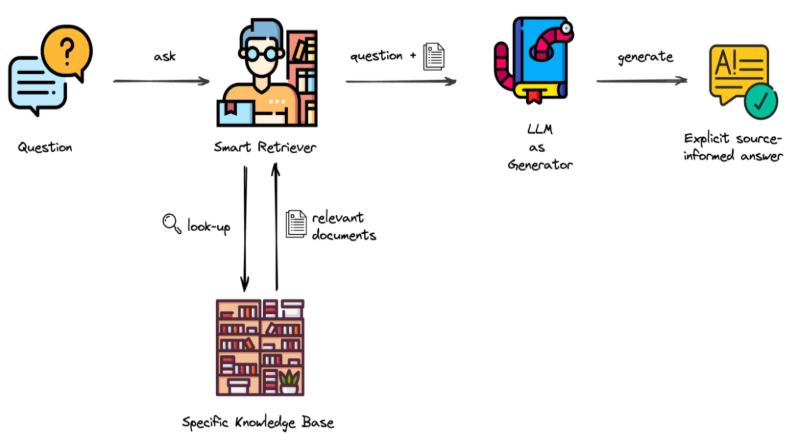 ask
question +
generate
?
A!
Question
Smart Retriever
LLM
as
Generator
Explicit source-
informed answer
look-up
relevant
documents
Specific Knowledge Base